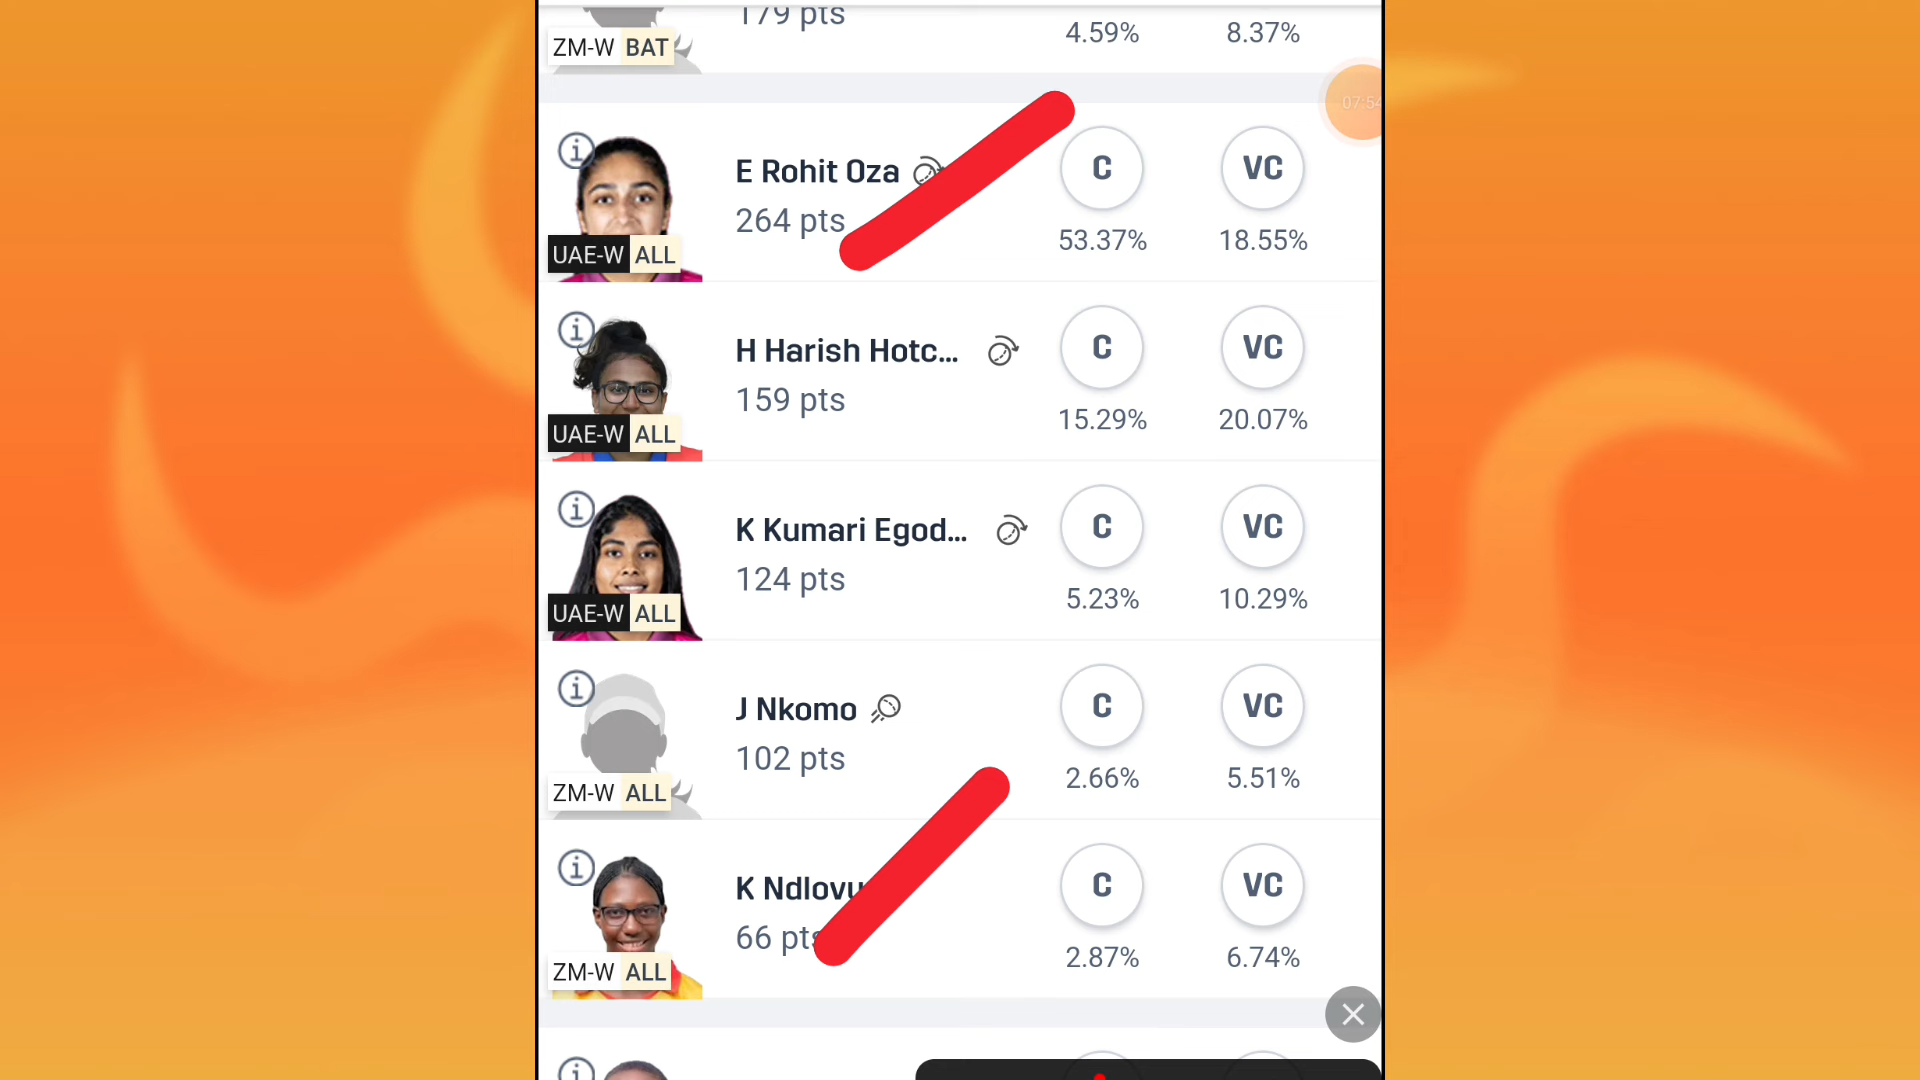 179 pts
4.59% 8.37%
ZM-W BAT
07:54
E Rohit Oza C VC
264 pts
53.37% 18.55%
UAE-W ALL
H Harish Hotc... C VC
159 pts
15.29% 20.07%
UAE-W ALL
K Kumari Egod... C VC
124 pts
5.23% 10.29%
UAE-W ALL
J Nkomo C VC
102 pts
2.66% 5.51%
ZM-W ALL
K Ndlovu C VC
66 pts
2.87% 6.74%
ZM-W ALL